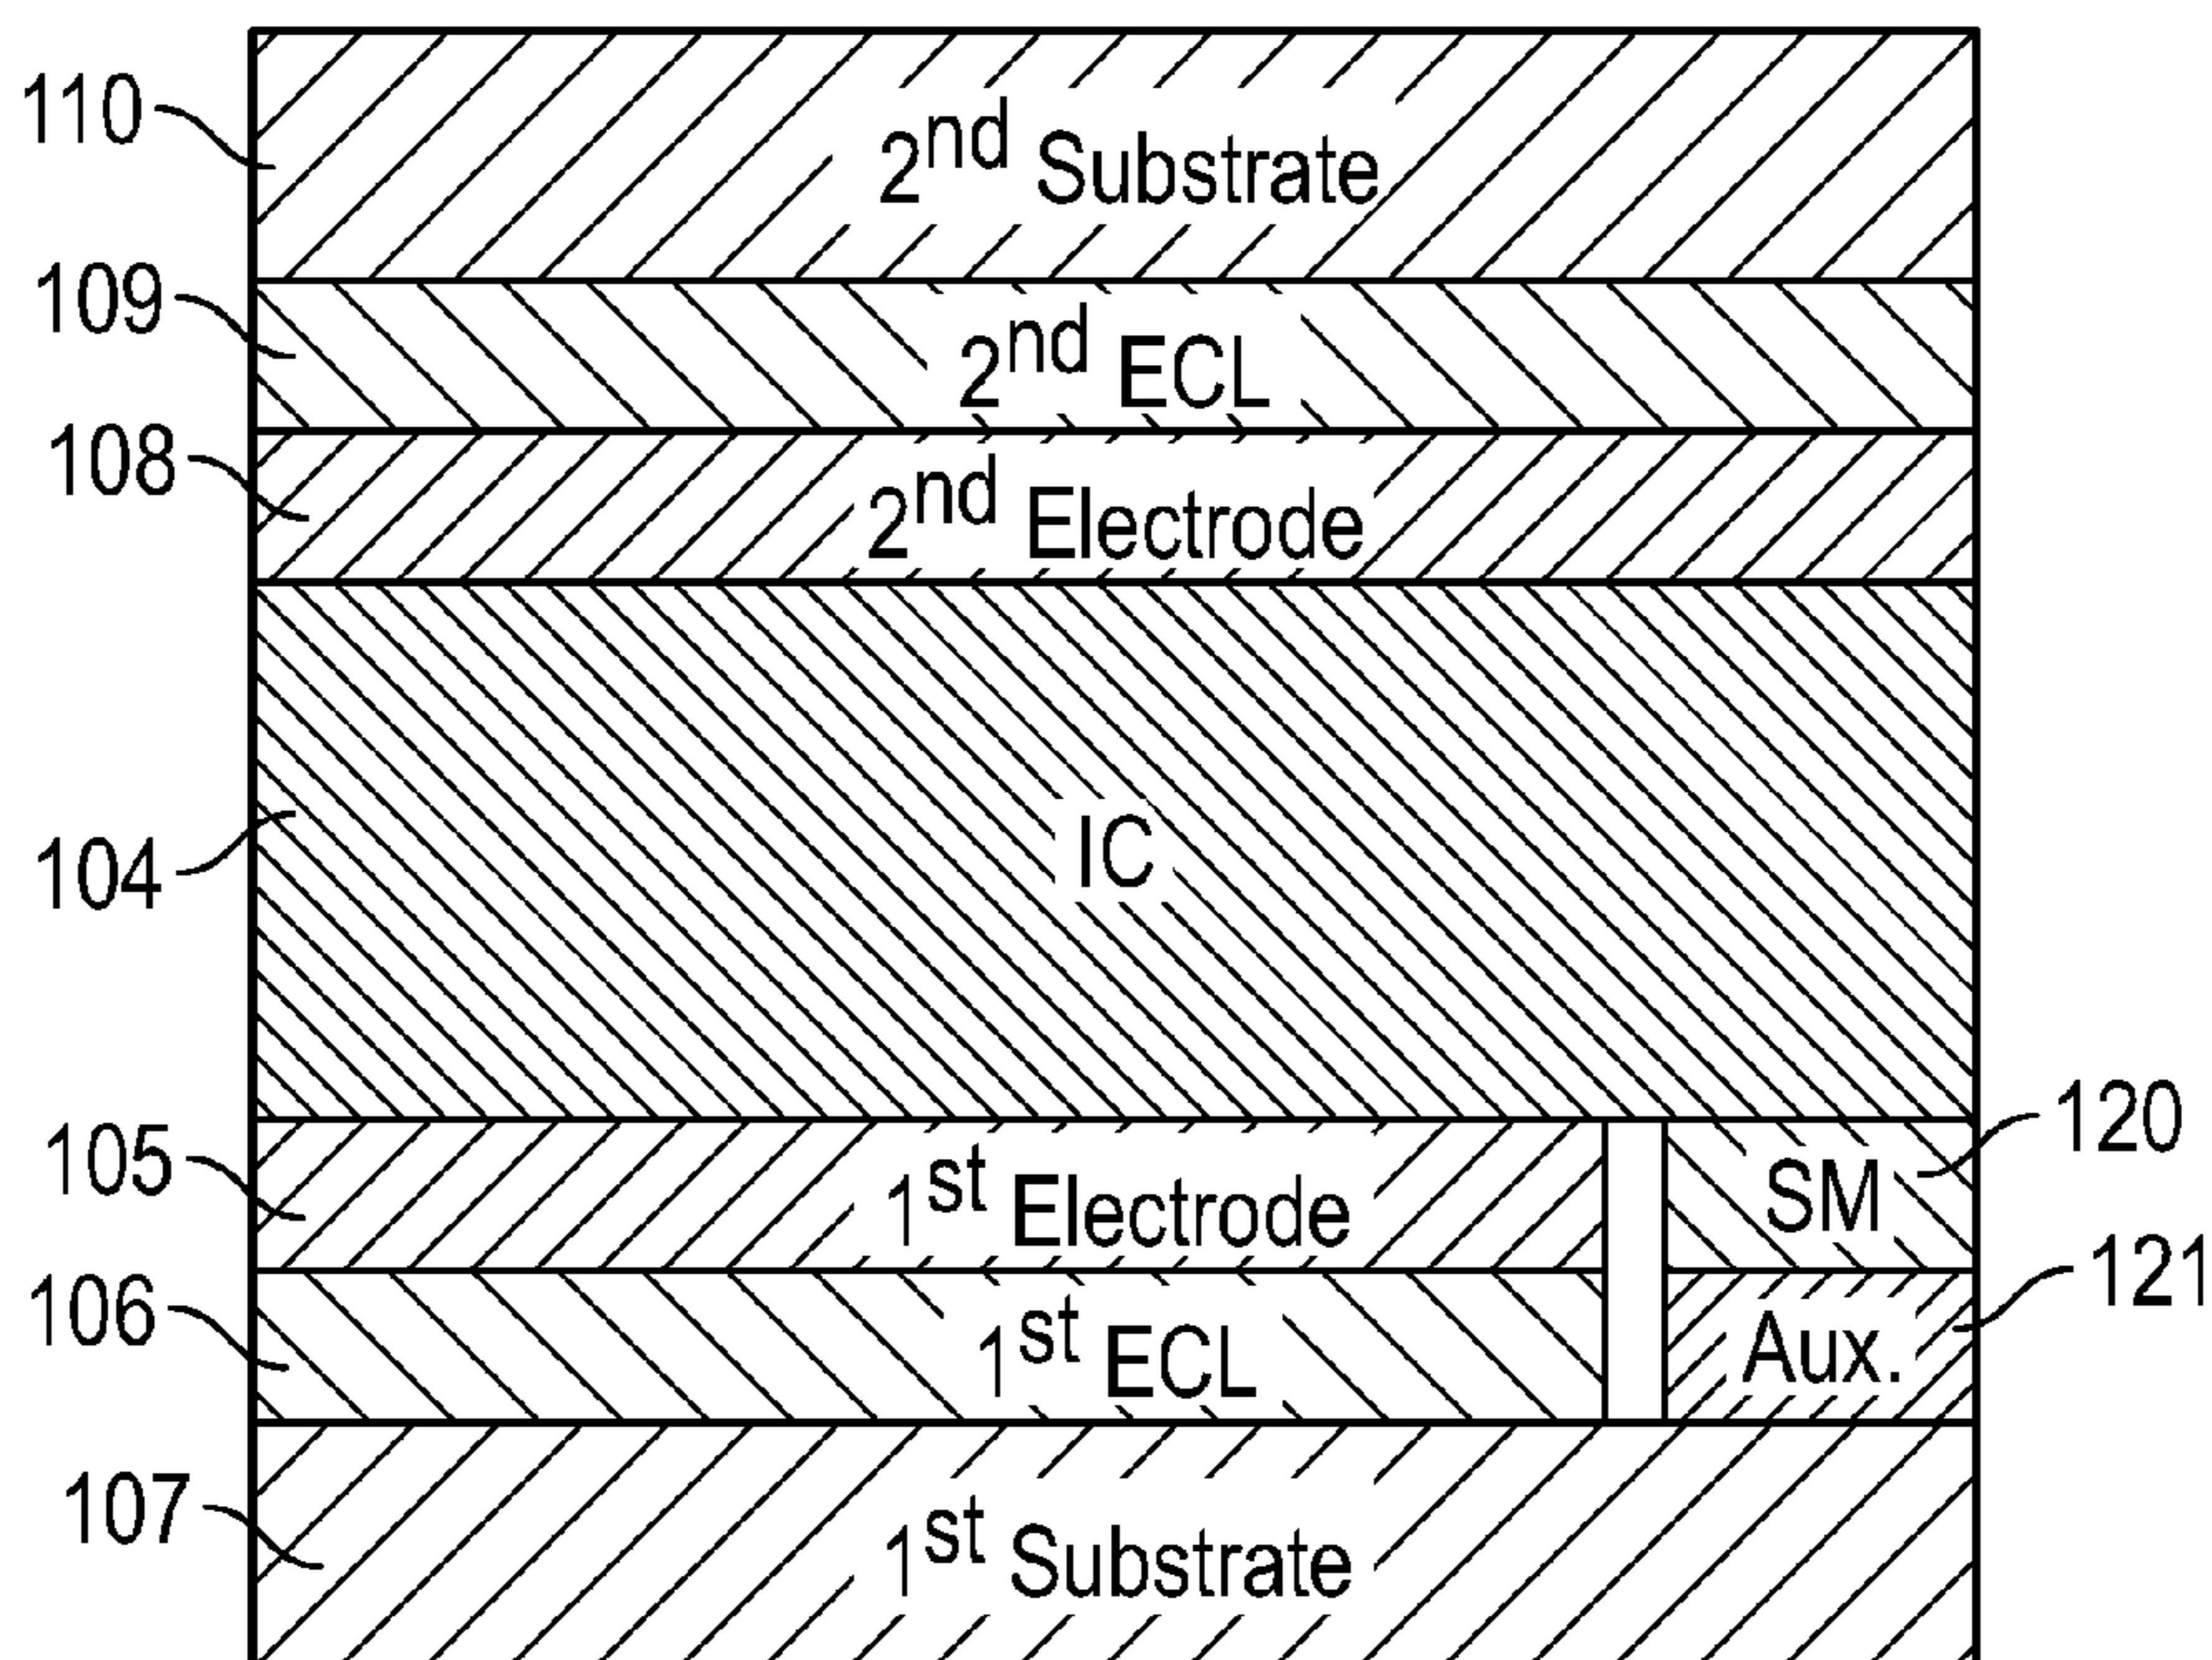 110
2nd Substrate
109
2nd ECL
108
2nd Electrode
104
IC
105
1st Electrode
SM
120
106
1st ECL
Aux.
121
107
1st Substrate